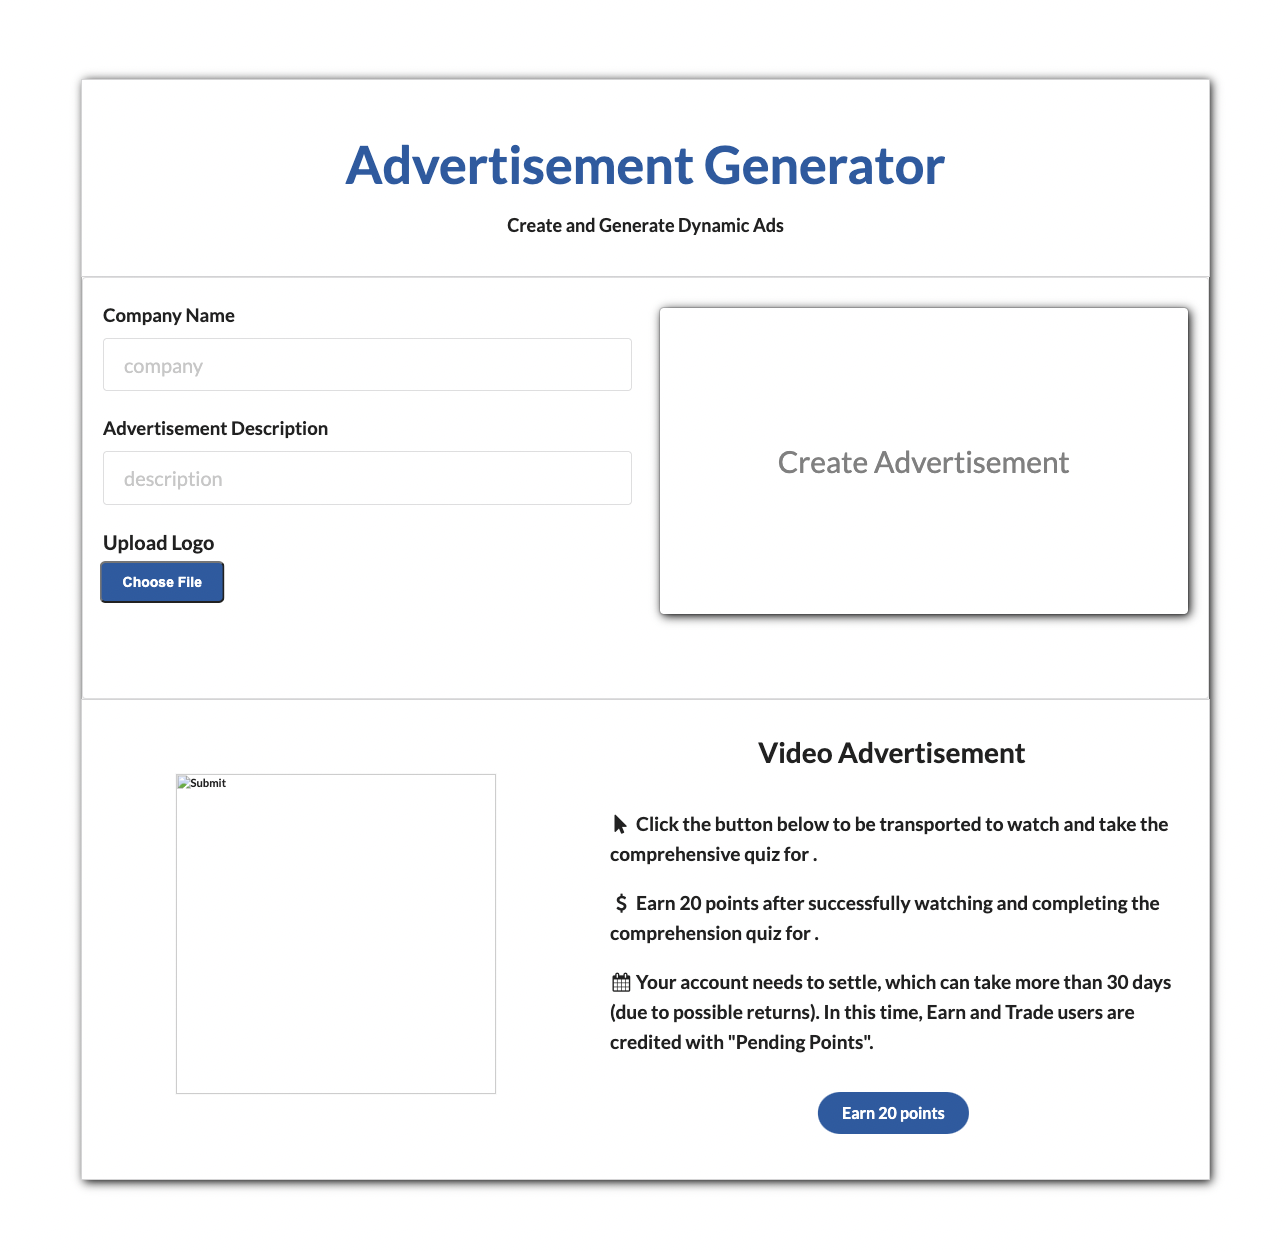 Advertisement Generator
Create and Generate Dynamic Ads
Company Name
company
Advertisement Description
description
Upload Logo
Choose File
Create Advertisement
Submit
Video Advertisement
Click the button below to be transported to watch and take the
comprehensive quiz for .
$ Earn 20 points after successfully watching and completing the
comprehension quiz for .
Your account needs to settle, which can take more than 30 days
(due to possible returns). In this time, Earn and Trade users are
credited with "Pending Points".
Earn 20 points